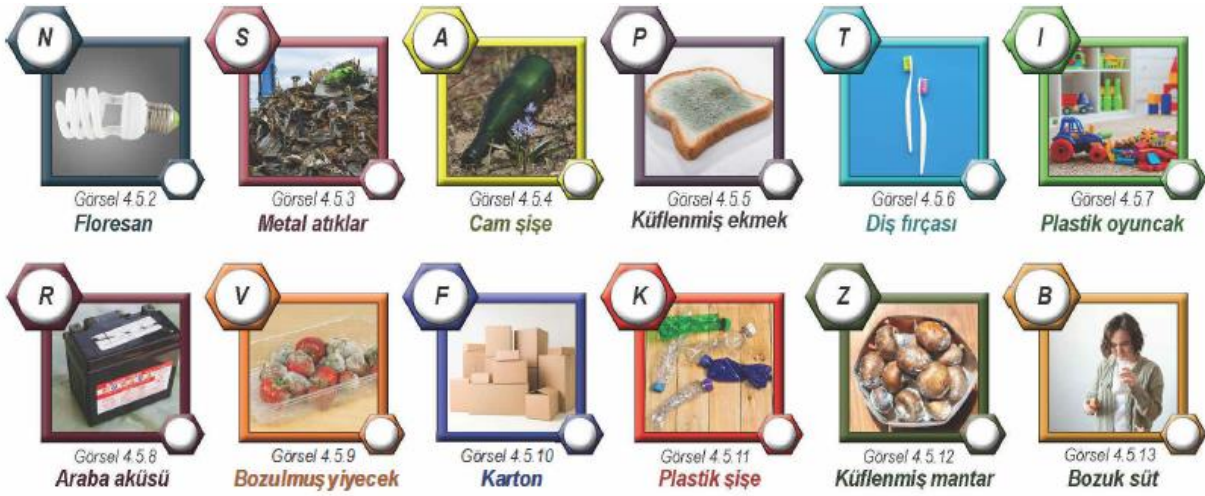 N
S
A
P
T
I
Görsel 4.5.2
Görsel 4.5.3
Görsel 4.5.4
Görsel 4.5.5
Görsel 4.5.6
Görsel 4.5.7
Floresan
Metal atıklar
Cam şişe
Küflenmiş ekmek
Diş fırçası
Plastik oyuncak
R
V
F
K
Z
B
Görsel 4.5.8
Görsel 4.5.9
Görsel 4.5.10
Görsel 4.5.11
Görsel 4.5.12
Görsel 4.5.13
Araba aküsü
Bozulmuş yiyecek
Karton
Plastik şişe
Küflenmiş mantar
Bozuk süt